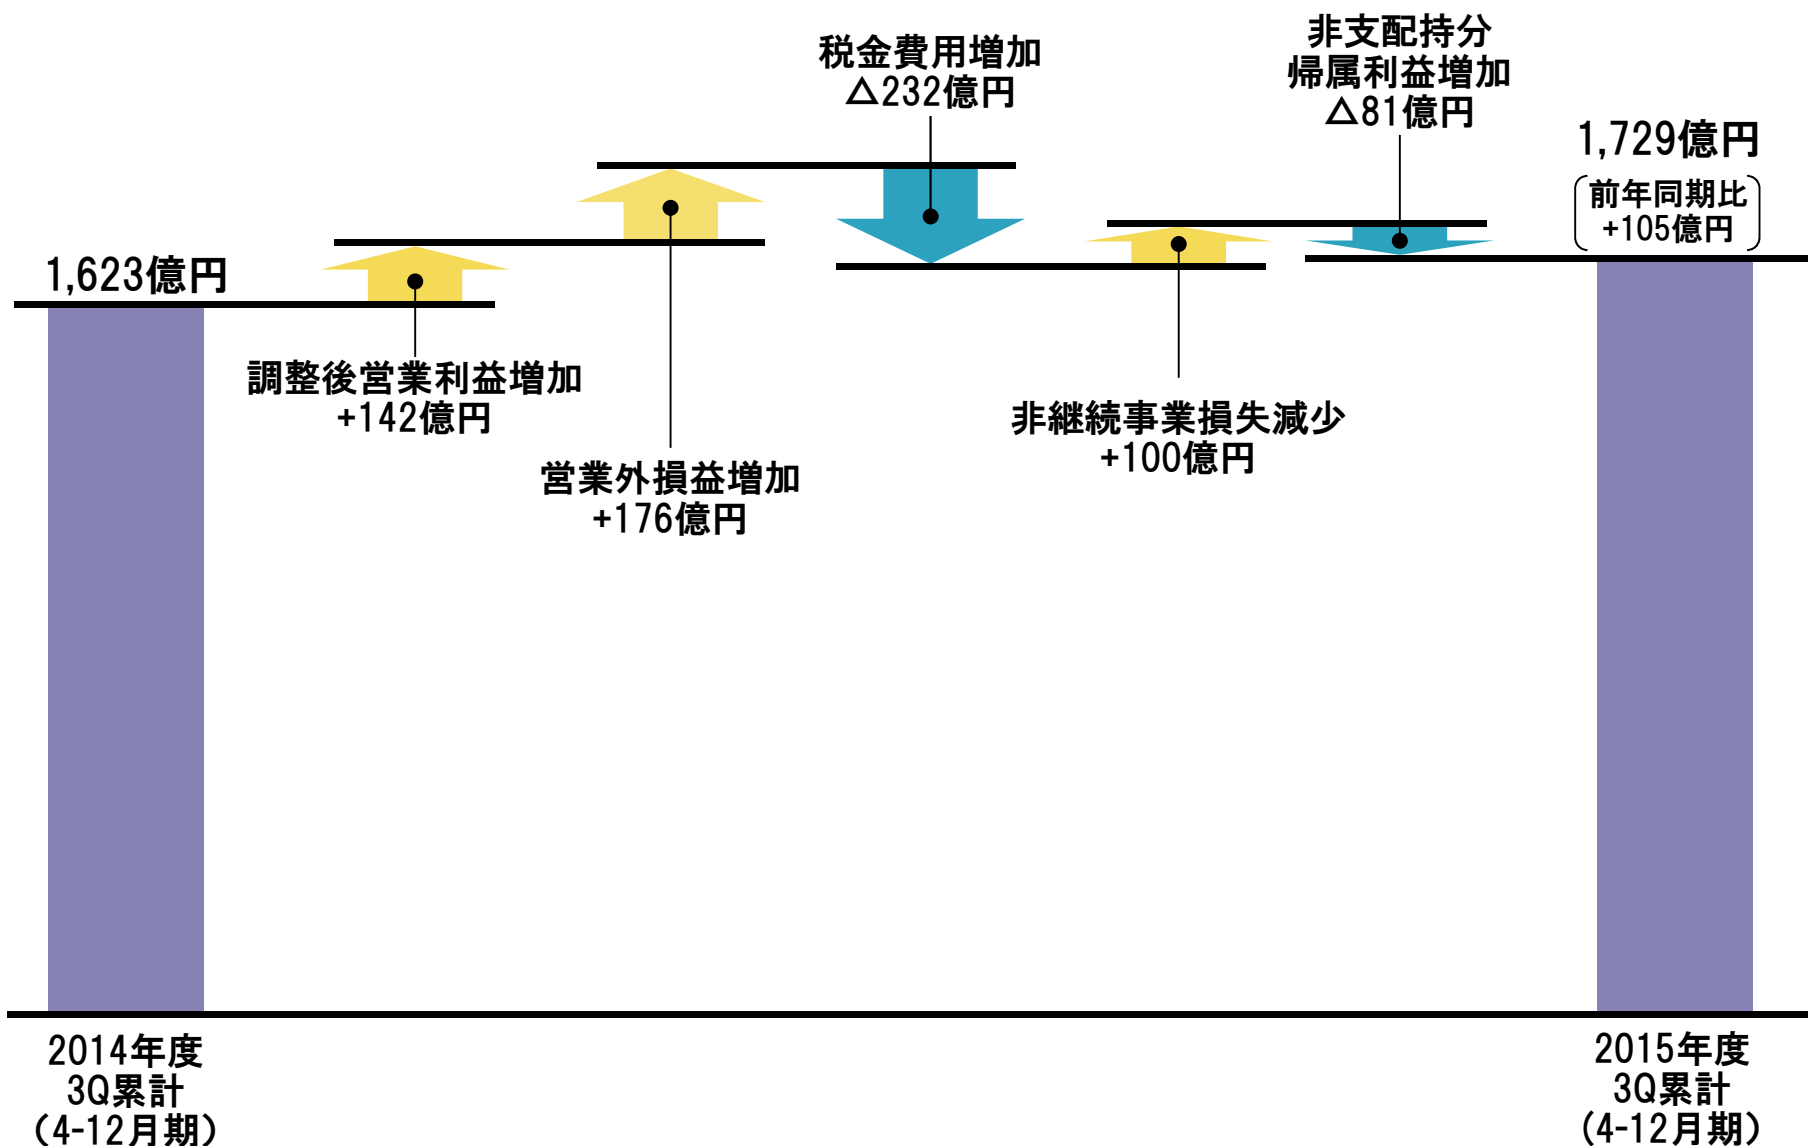 税金費用増加
△232億円
非支配持分
帰属利益増加
△81億円
1,729億円
前年同期比
+105億円
1,623億円
調整後営業利益増加
+142億円
営業外損益増加
+176億円
非継続事業損失減少
+100億円
2014年度
3Q累計
(4-12月期)
2015年度
3Q累計
(4-12月期)